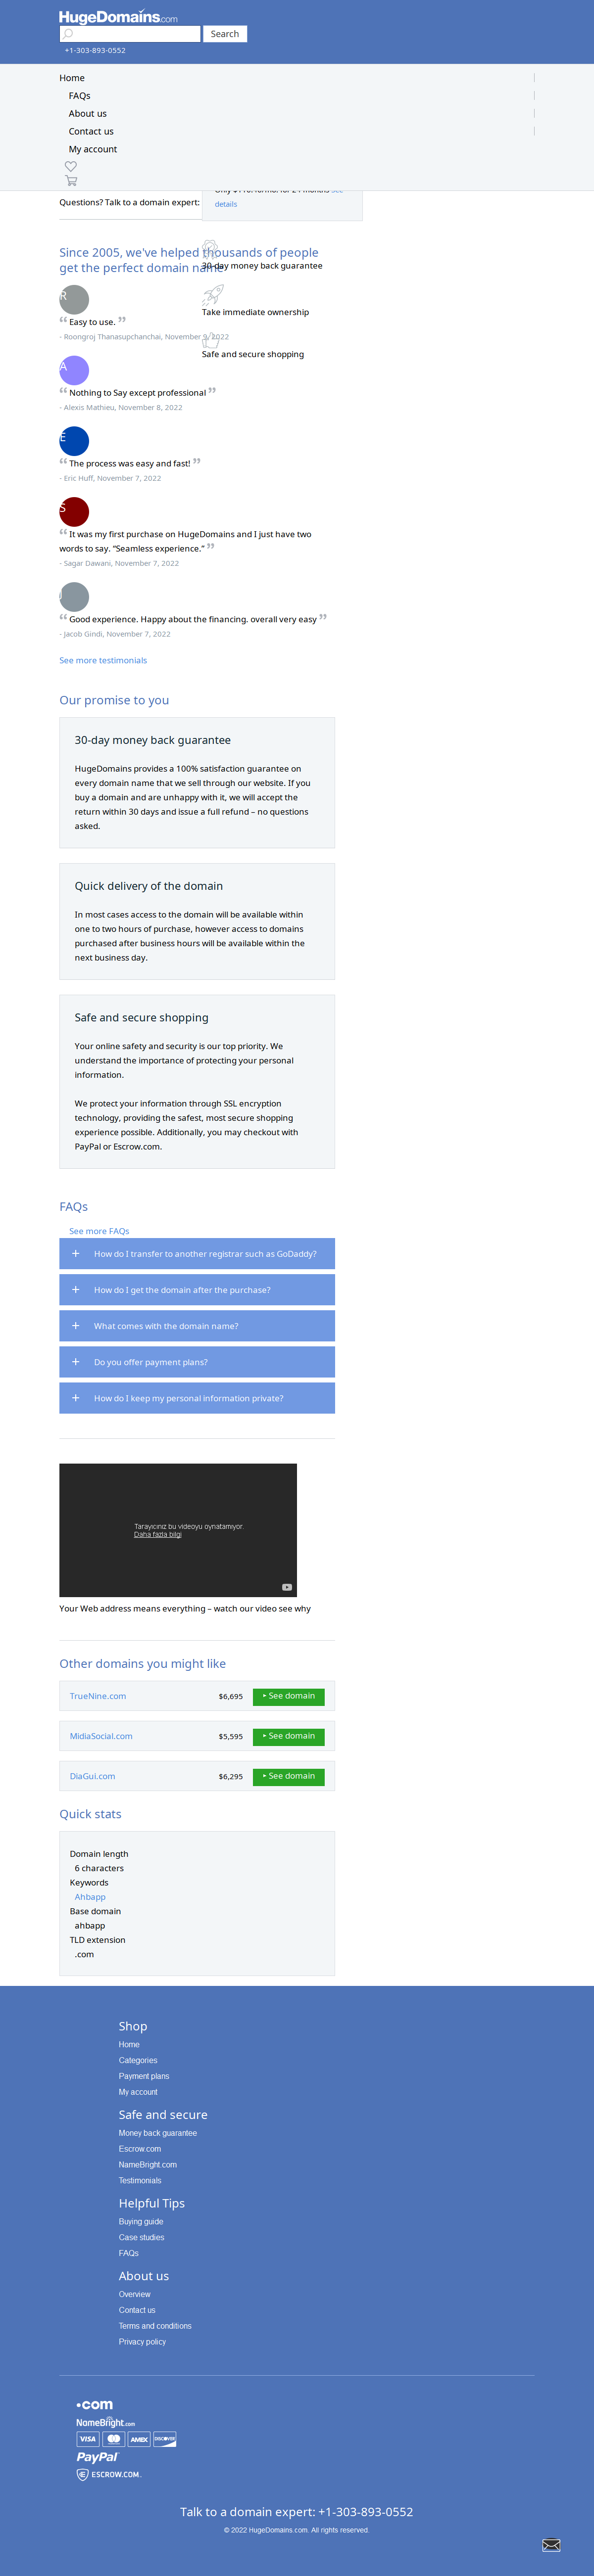 HugeDomains.com
Search
+1-303-893-0552
Home
FAQs
About us
Contact us
My account
details
Questions? Talk to a domain expert:
Since 2005, we've helped thousands of people
get the perfect domain name
30-day money back guarantee
R
Take immediate ownership
“ Easy to use. ”
- Roongroj Thanasupchanchai, November 9, 2022
Safe and secure shopping
A
“ Nothing to Say except professional ”
- Alexis Mathieu, November 8, 2022
E
“ The process was easy and fast! ”
- Eric Huff, November 7, 2022
S
“ It was my first purchase on HugeDomains and I just have two
words to say. “Seamless experience.” ”
- Sagar Dawani, November 7, 2022
J
“ Good experience. Happy about the financing. overall very easy ”
- Jacob Gindi, November 7, 2022
See more testimonials
Our promise to you
30-day money back guarantee
HugeDomains provides a 100% satisfaction guarantee on
every domain name that we sell through our website. If you
buy a domain and are unhappy with it, we will accept the
return within 30 days and issue a full refund – no questions
asked.
Quick delivery of the domain
In most cases access to the domain will be available within
one to two hours of purchase, however access to domains
purchased after business hours will be available within the
next business day.
Safe and secure shopping
Your online safety and security is our top priority. We
understand the importance of protecting your personal
information.
We protect your information through SSL encryption
technology, providing the safest, most secure shopping
experience possible. Additionally, you may checkout with
PayPal or Escrow.com.
FAQs
See more FAQs
+ How do I transfer to another registrar such as GoDaddy?
+ How do I get the domain after the purchase?
+ What comes with the domain name?
+ Do you offer payment plans?
+ How do I keep my personal information private?
Tarayıcınız bu videoyu oynatamıyor.
Daha fazla bilgi
Your Web address means everything – watch our video see why
Other domains you might like
TrueNine.com $6,695 See domain
MidiaSocial.com $5,595 See domain
DiaGui.com $6,295 See domain
Quick stats
Domain length
6 characters
Keywords
Ahbapp
Base domain
ahbapp
TLD extension
.com
Shop
Home
Categories
Payment plans
My account
Safe and secure
Money back guarantee
Escrow.com
NameBright.com
Testimonials
Helpful Tips
Buying guide
Case studies
FAQs
About us
Overview
Contact us
Terms and conditions
Privacy policy
.com
NameBright.com
VISA MasterCard AMEX DISCOVER
PayPal
ESCROW.COM
Talk to a domain expert: +1-303-893-0552
© 2022 HugeDomains.com. All rights reserved.